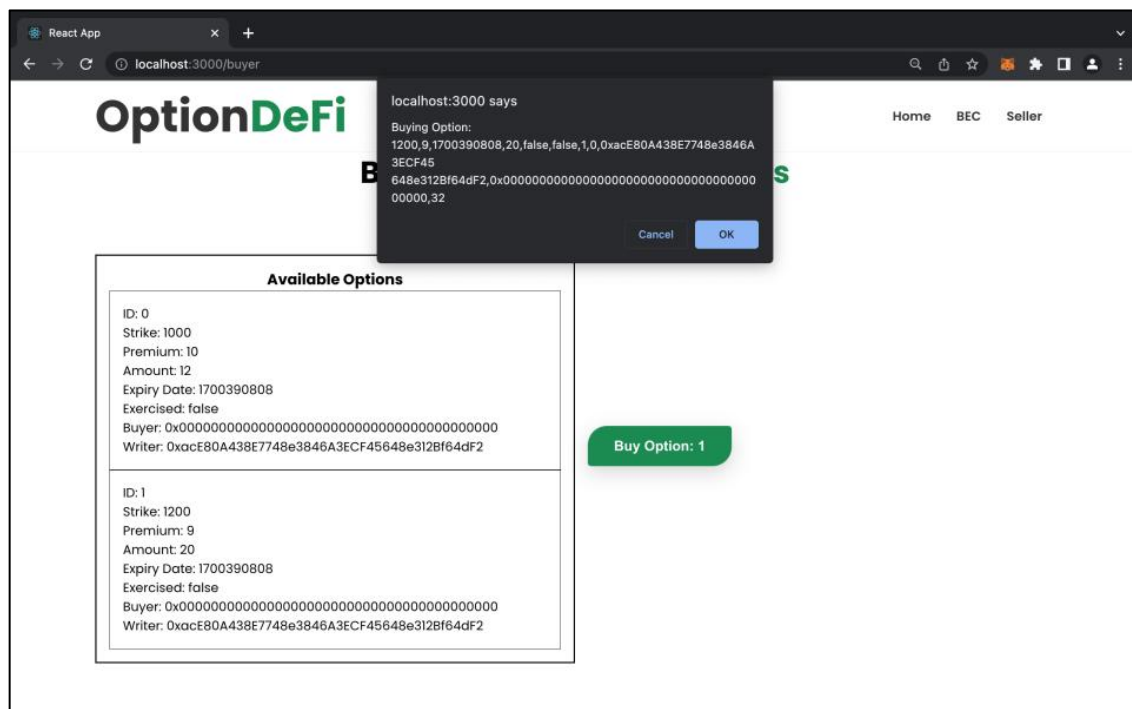 React App
localhost:3000/buyer
OptionDeFi
Home BEC Seller
localhost:3000 says
Buying Option:
1200,9,1700390808,20,false,false,1,0,0xacE80A438E7748e3846A
3ECF45
648e312Bf64dF2,0x00000000000000000000000000000000000
00000,32
Cancel OK
B s
Available Options
ID: 0
Strike: 1000
Premium: 10
Amount: 12
Expiry Date: 1700390808
Exercised: false
Buyer: 0x0000000000000000000000000000000000000000
Writer: 0xacE80A438E7748e3846A3ECF45648e312Bf64dF2
Buy Option: 1
ID: 1
Strike: 1200
Premium: 9
Amount: 20
Expiry Date: 1700390808
Exercised: false
Buyer: 0x0000000000000000000000000000000000000000
Writer: 0xacE80A438E7748e3846A3ECF45648e312Bf64dF2